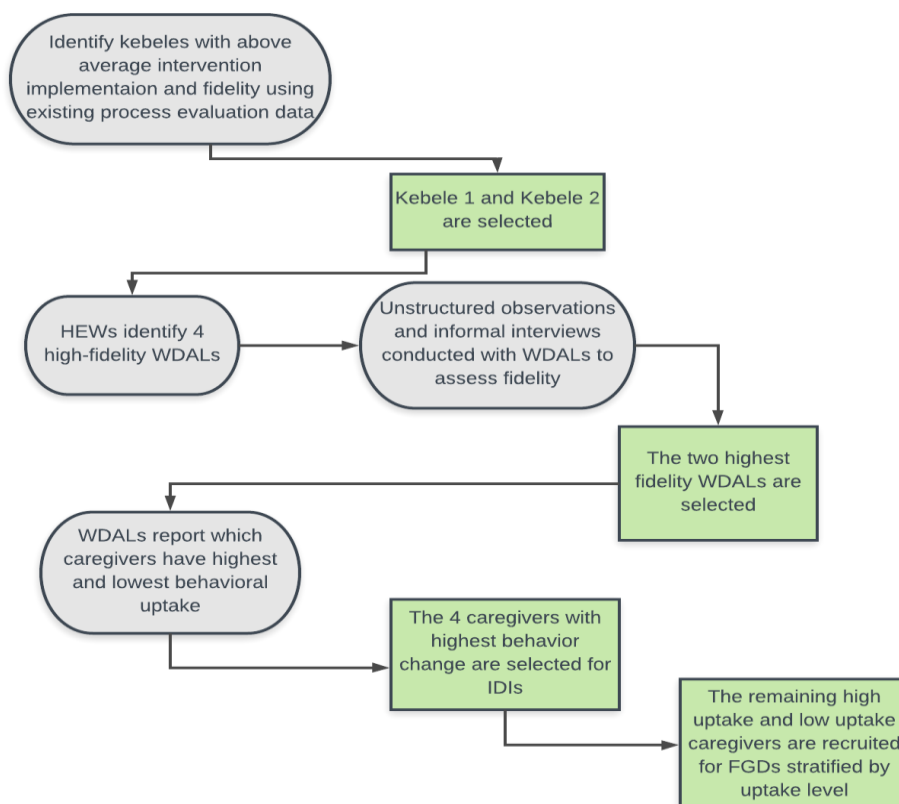 Identify kebeles with above
average intervention
implementaion and fidelity using
existing process evaluation data
Kebele 1 and Kebele 2
are selected
HEWs identify 4
high-fidelity WDALs
Unstructured observations
and informal interviews
conducted with WDALs to
assess fidelity
The two highest
fidelity WDALs are
selected
WDALs report which
caregivers have highest
and lowest behavioral
uptake
The 4 caregivers with
highest behavior
change are selected for
IDIs
The remaining high
uptake and low uptake
caregivers are recruited
for FGDs stratified by
uptake level